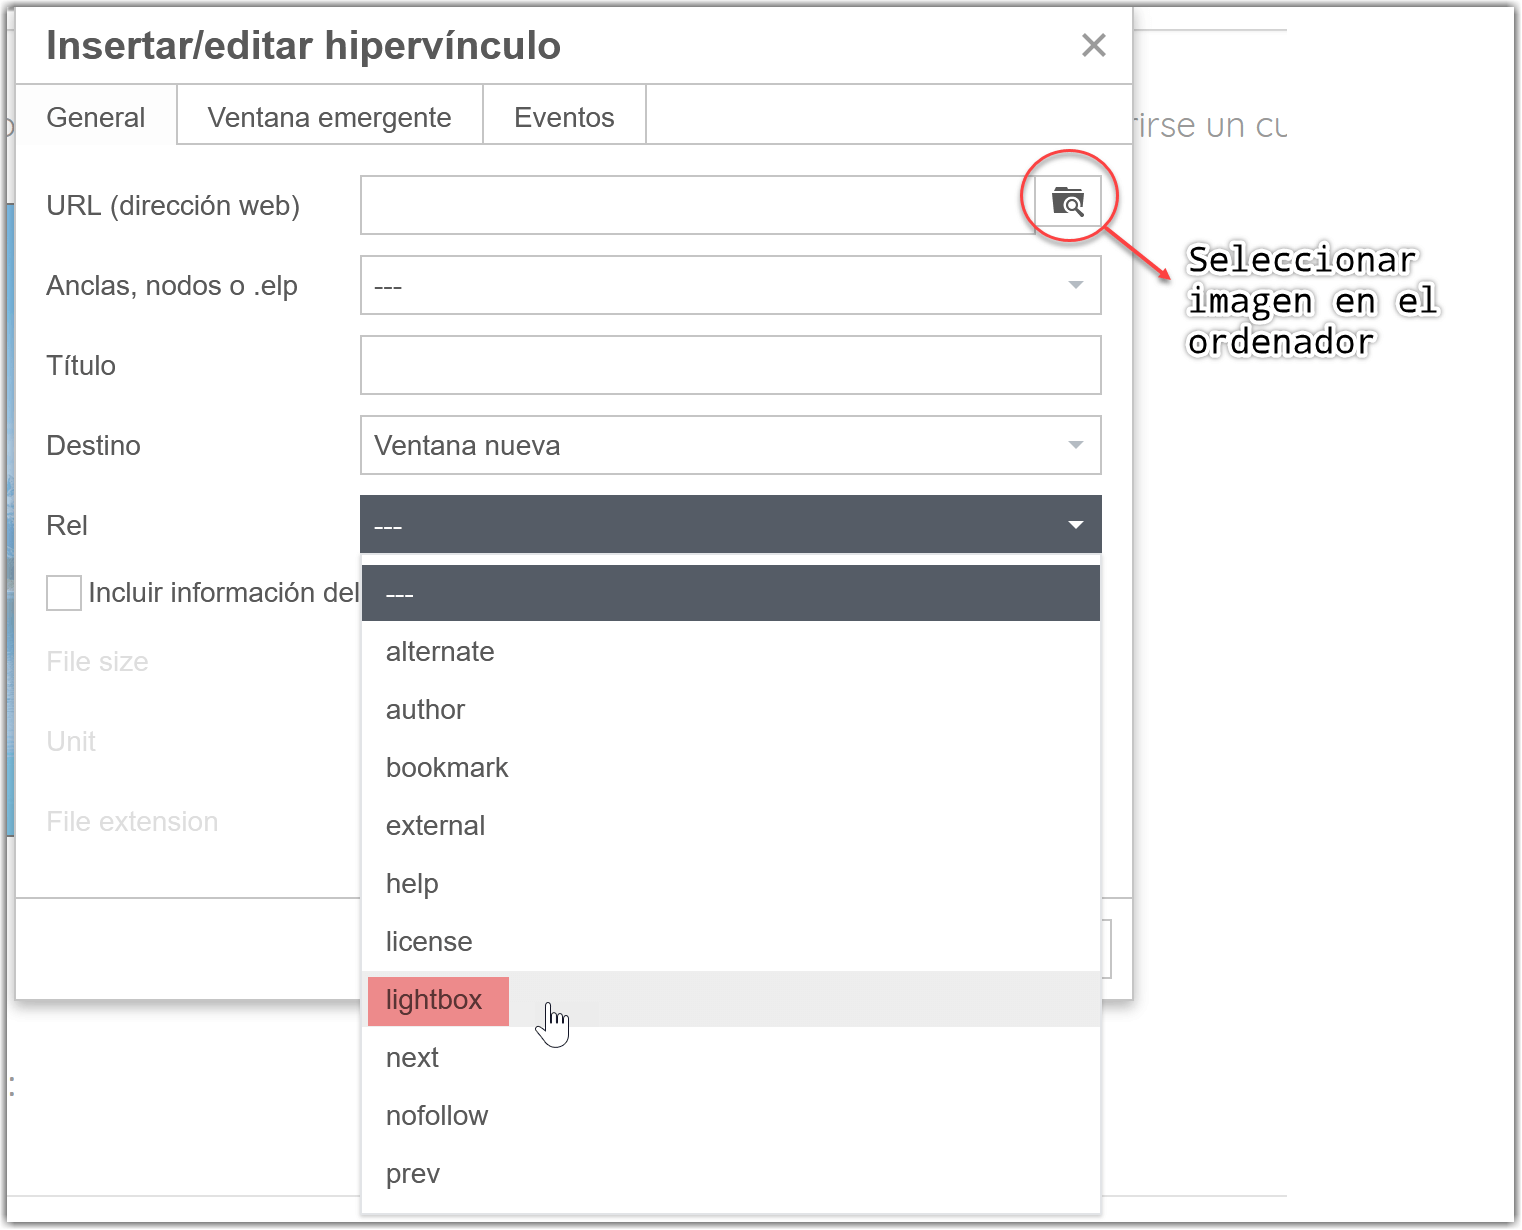 Insertar/editar hipervínculo
General
Ventana emergente
Eventos
irse un cu
URL (dirección web)
Seleccionar
imagen en el
ordenador
Anclas, nodos o .elp
---
Título
Destino
Ventana nueva
Rel
---
Incluir información del
---
File size
alternate
author
Unit
bookmark
File extension
external
help
license
lightbox
next
:
nofollow
prev